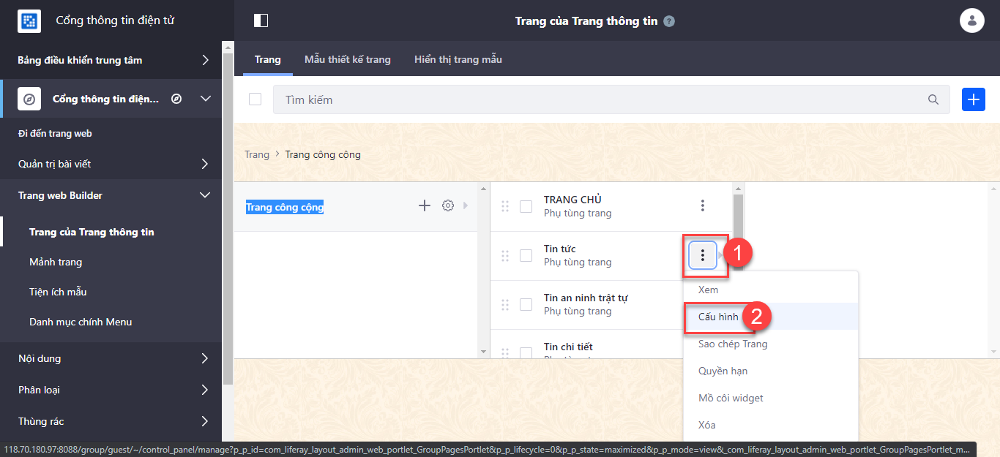 Cổng thông tin điện tử
Trang của Trang thông tin ?
Bảng điều khiển trung tâm
Trang
Mẫu thiết kế trang
Hiển thị trang mẫu
Cổng thông tin điện...
Tìm kiếm
Đi đến trang web
Quản trị bài viết
Trang > Trang công cộng
Trang web Builder
Trang công cộng
TRANG CHỦ
Phụ tùng trang
Trang của Trang thông tin
Tin tức
Phụ tùng trang
1
Mảnh trang
Tiện ích mẫu
Xem
Tin an ninh trật tự
Phụ tùng trang
Cấu hình
2
Danh mục chính Menu
Sao chép Trang
Tin chi tiết
Nội dung
Quyền hạn
Phân loại
Mồ côi widget
Thùng rác
Xóa
118.70.180.97:8088/group/guest/~/control_panel/manage?p_p_id=com_liferay_layout_admin_web_portlet_GroupPagesPortlet&p_p_lifecycle=0&p_p_state=maximized&p_p_mode=view&_com_liferay_layout_admin_web_portlet_GroupPagesPortlet_m...